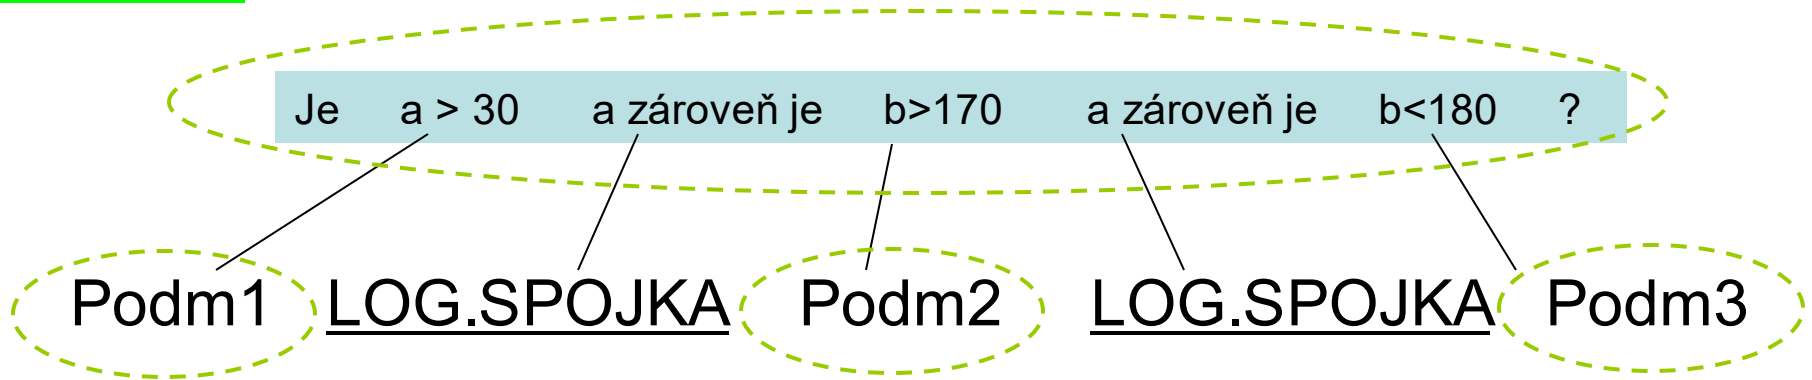 Je a > 30 a zároveň je b>170 a zároveň je b<180 ?
Podm1 LOG.SPOJKA Podm2 LOG.SPOJKA Podm3